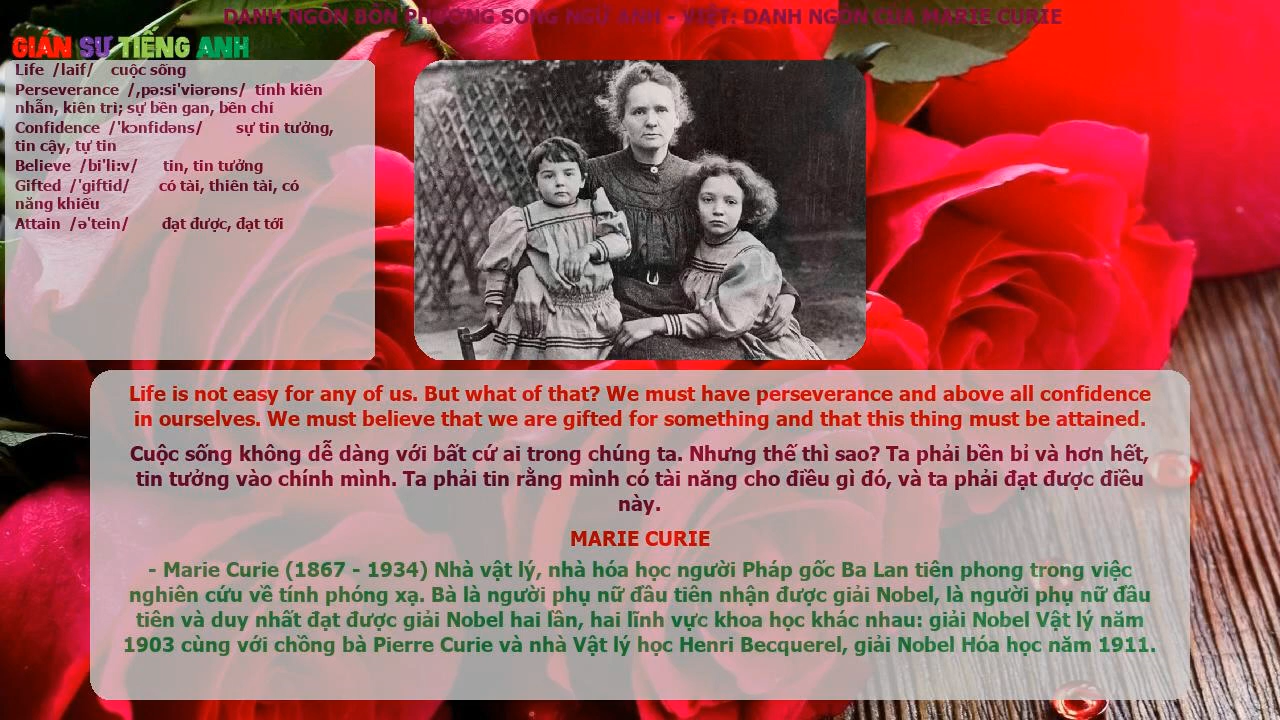 DANH NGÔN BỐN PHƯƠNG SONG NGỮ ANH - VIỆT: DANH NGÔN CỦA MARIE CURIE
GIÁN SƯ TIẾNG ANH
Life /laif/ cuộc sống
Perseverance /,pə:si'viərəns/ tính kiên
nhẫn, kiên trì; sự bền gan, bền chí
Confidence /'kɔnfidəns/ sự tin tưởng,
tin cậy, tự tin
Believe /bi'li:v/ tin, tin tưởng
Gifted /'giftid/ có tài, thiên tài, có
năng khiếu
Attain /ə'tein/ đạt được, đạt tới
Life is not easy for any of us. But what of that? We must have perseverance and above all confidence
in ourselves. We must believe that we are gifted for something and that this thing must be attained.
Cuộc sống không dễ dàng với bất cứ ai trong chúng ta. Nhưng thế thì sao? Ta phải bền bỉ và hơn hết,
tin tưởng vào chính mình. Ta phải tin rằng mình có tài năng cho điều gì đó, và ta phải đạt được điều
này.
MARIE CURIE
- Marie Curie (1867 - 1934) Nhà vật lý, nhà hóa học người Pháp gốc Ba Lan tiên phong trong việc
nghiên cứu về tính phóng xạ. Bà là người phụ nữ đầu tiên nhận được giải Nobel, là người phụ nữ đầu
tiên và duy nhất đạt được giải Nobel hai lần, hai lĩnh vực khoa học khác nhau: giải Nobel Vật lý năm
1903 cùng với chồng bà Pierre Curie và nhà Vật lý học Henri Becquerel, giải Nobel Hóa học năm 1911.